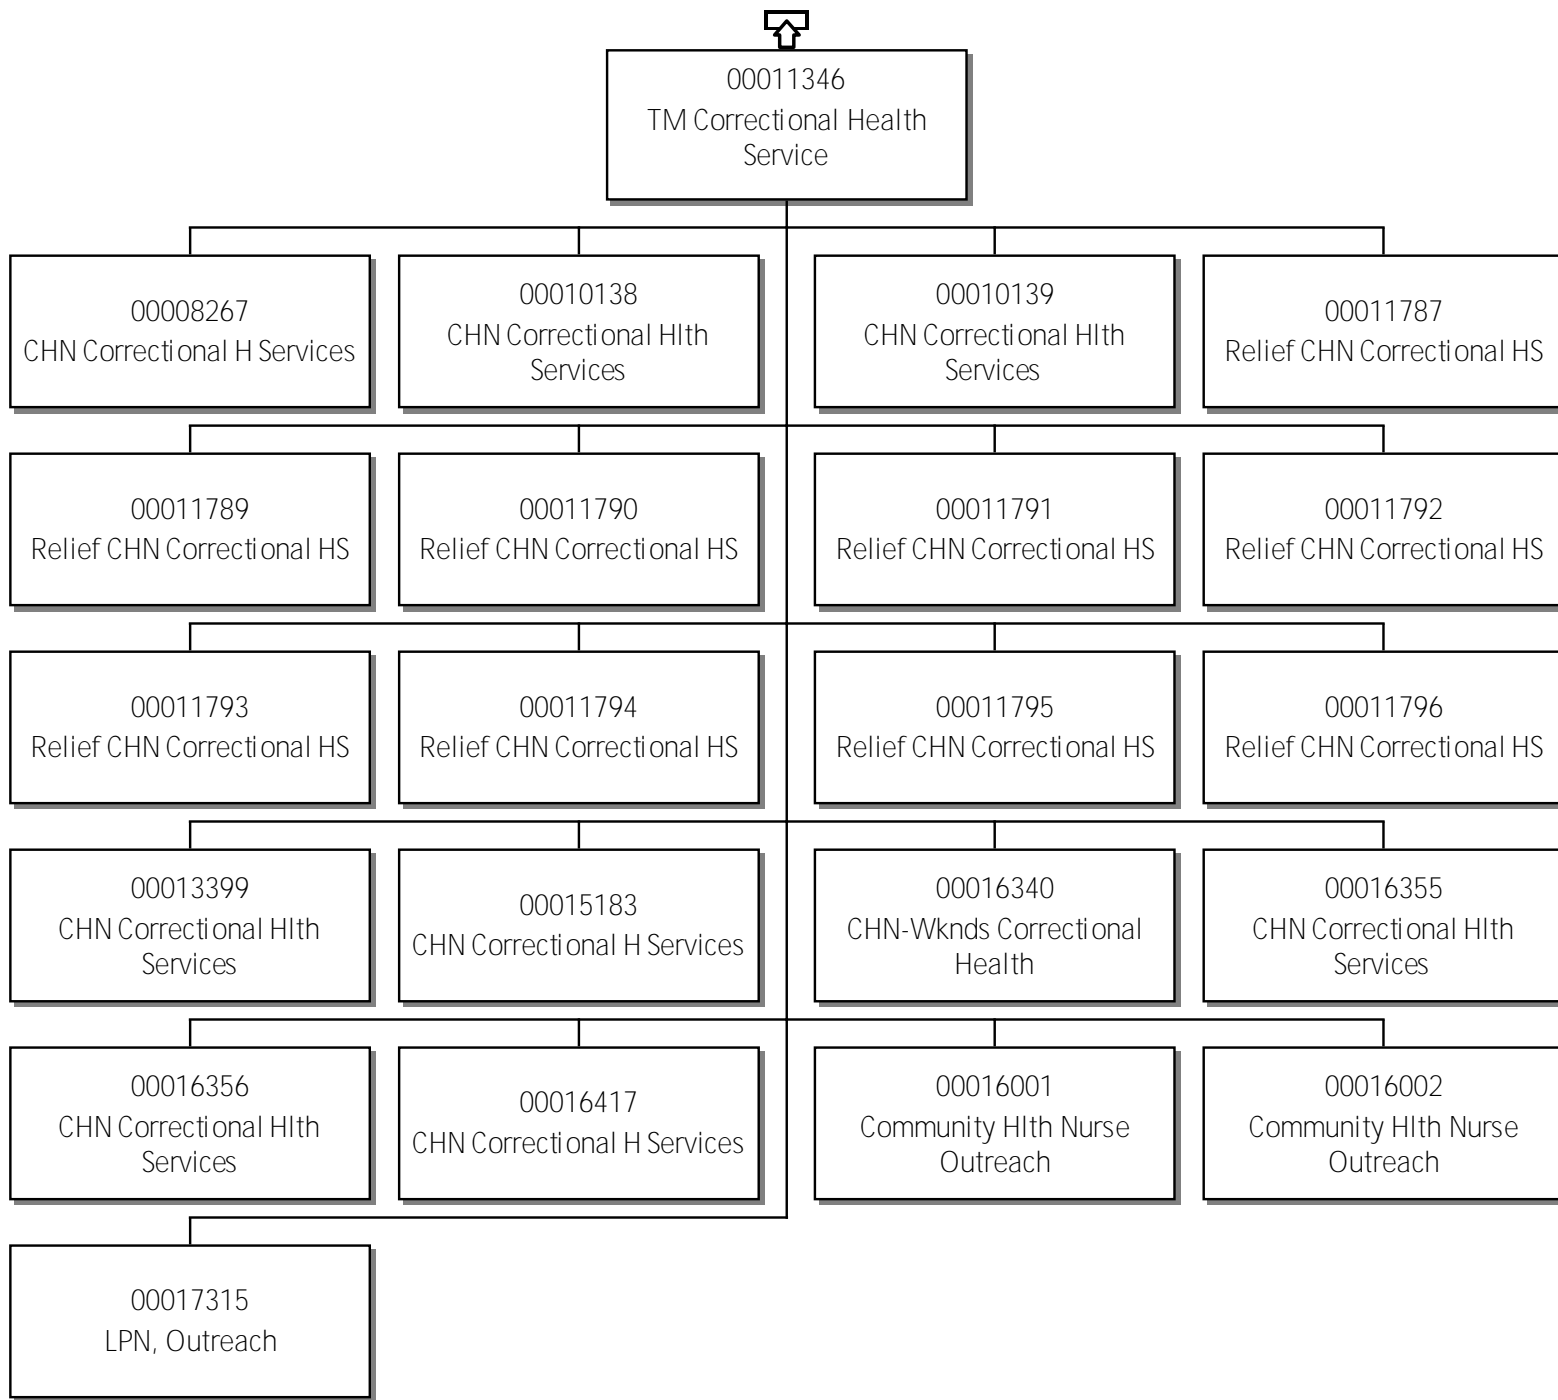 00011346
TM Correctional Health
Service
00008267
CHN Correctional H Services
00010138
CHN Correctional Hlth
Services
00010139
CHN Correctional Hlth
Services
00011787
Relief CHN Correctional HS
00011789
Relief CHN Correctional HS
00011790
Relief CHN Correctional HS
00011791
Relief CHN Correctional HS
00011792
Relief CHN Correctional HS
00011793
Relief CHN Correctional HS
00011794
Relief CHN Correctional HS
00011795
Relief CHN Correctional HS
00011796
Relief CHN Correctional HS
00013399
CHN Correctional Hlth
Services
00015183
CHN Correctional H Services
00016340
CHN-Wknds Correctional
Health
00016355
CHN Correctional Hlth
Services
00016356
CHN Correctional Hlth
Services
00016417
CHN Correctional H Services
00016001
Community Hlth Nurse
Outreach
00016002
Community Hlth Nurse
Outreach
00017315
LPN, Outreach